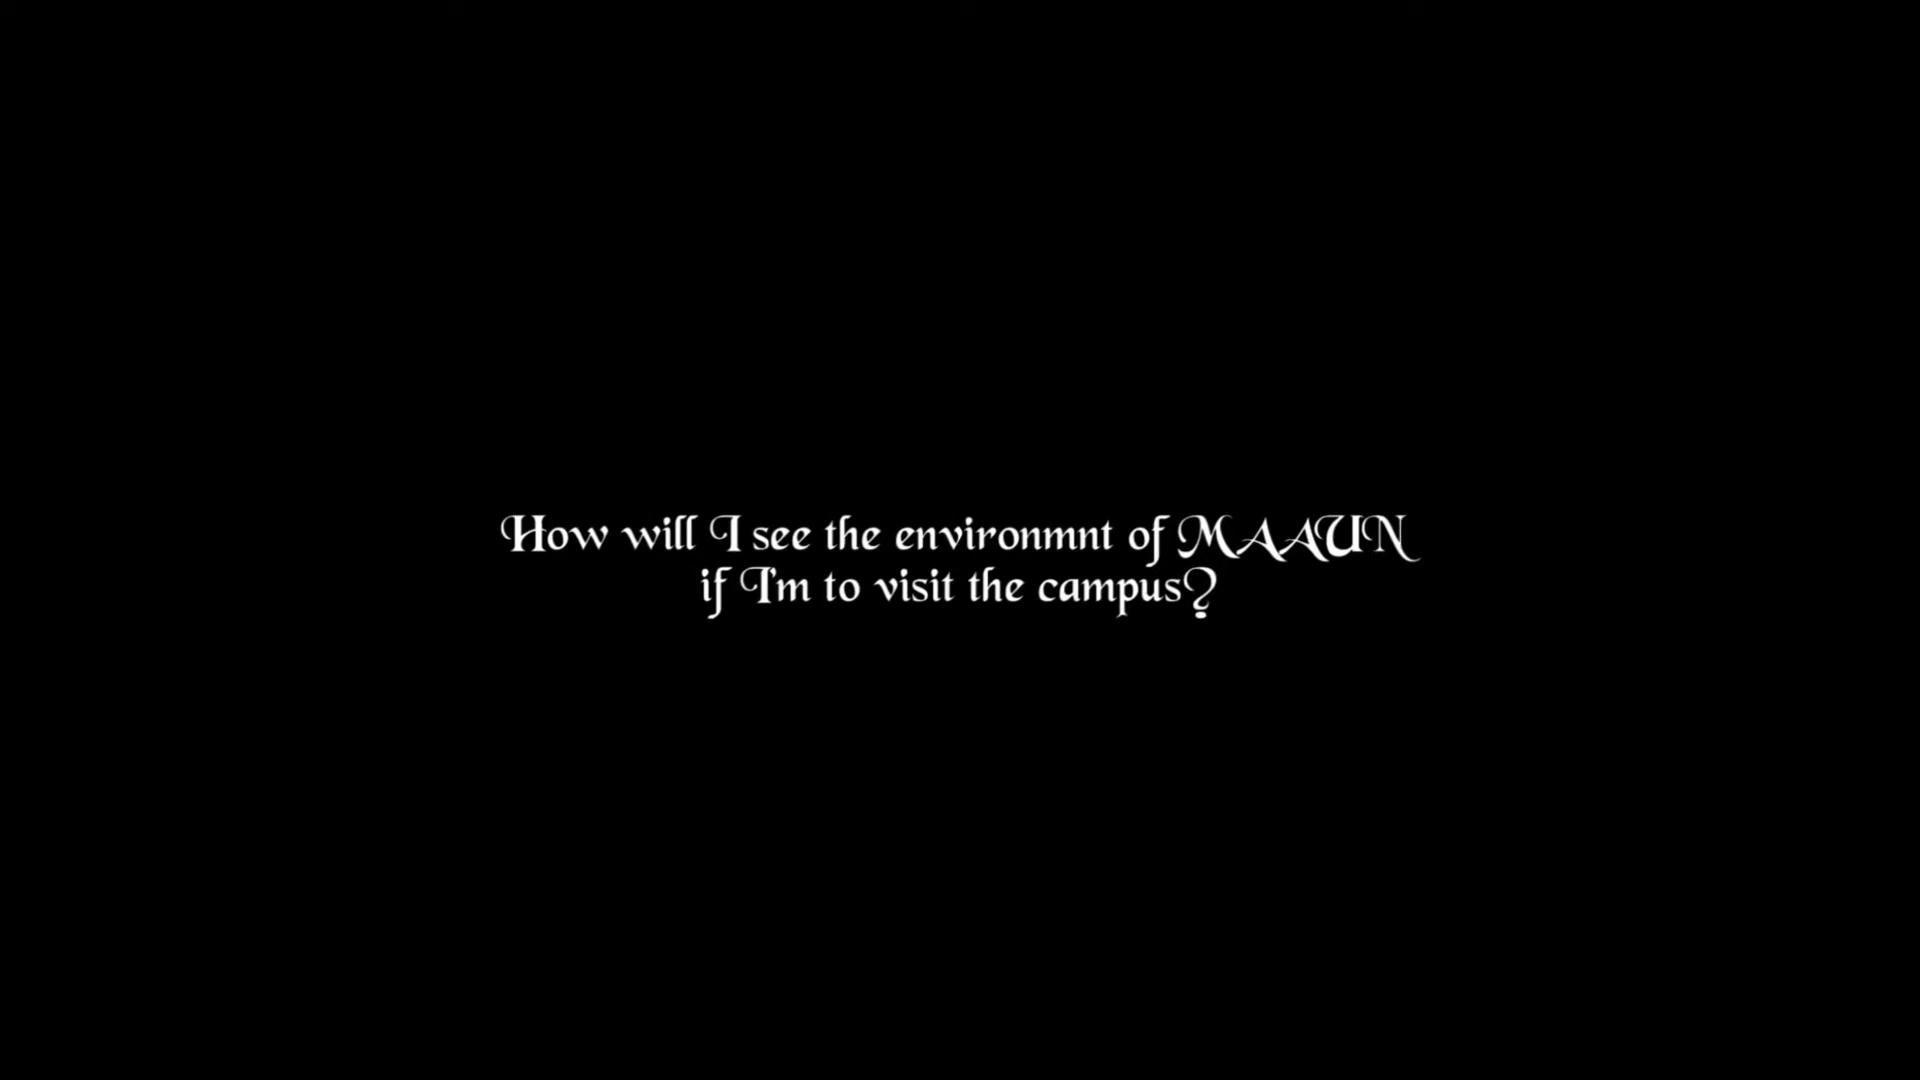 How will I see the environmnt of MAAUN
if I'm to visit the campus?